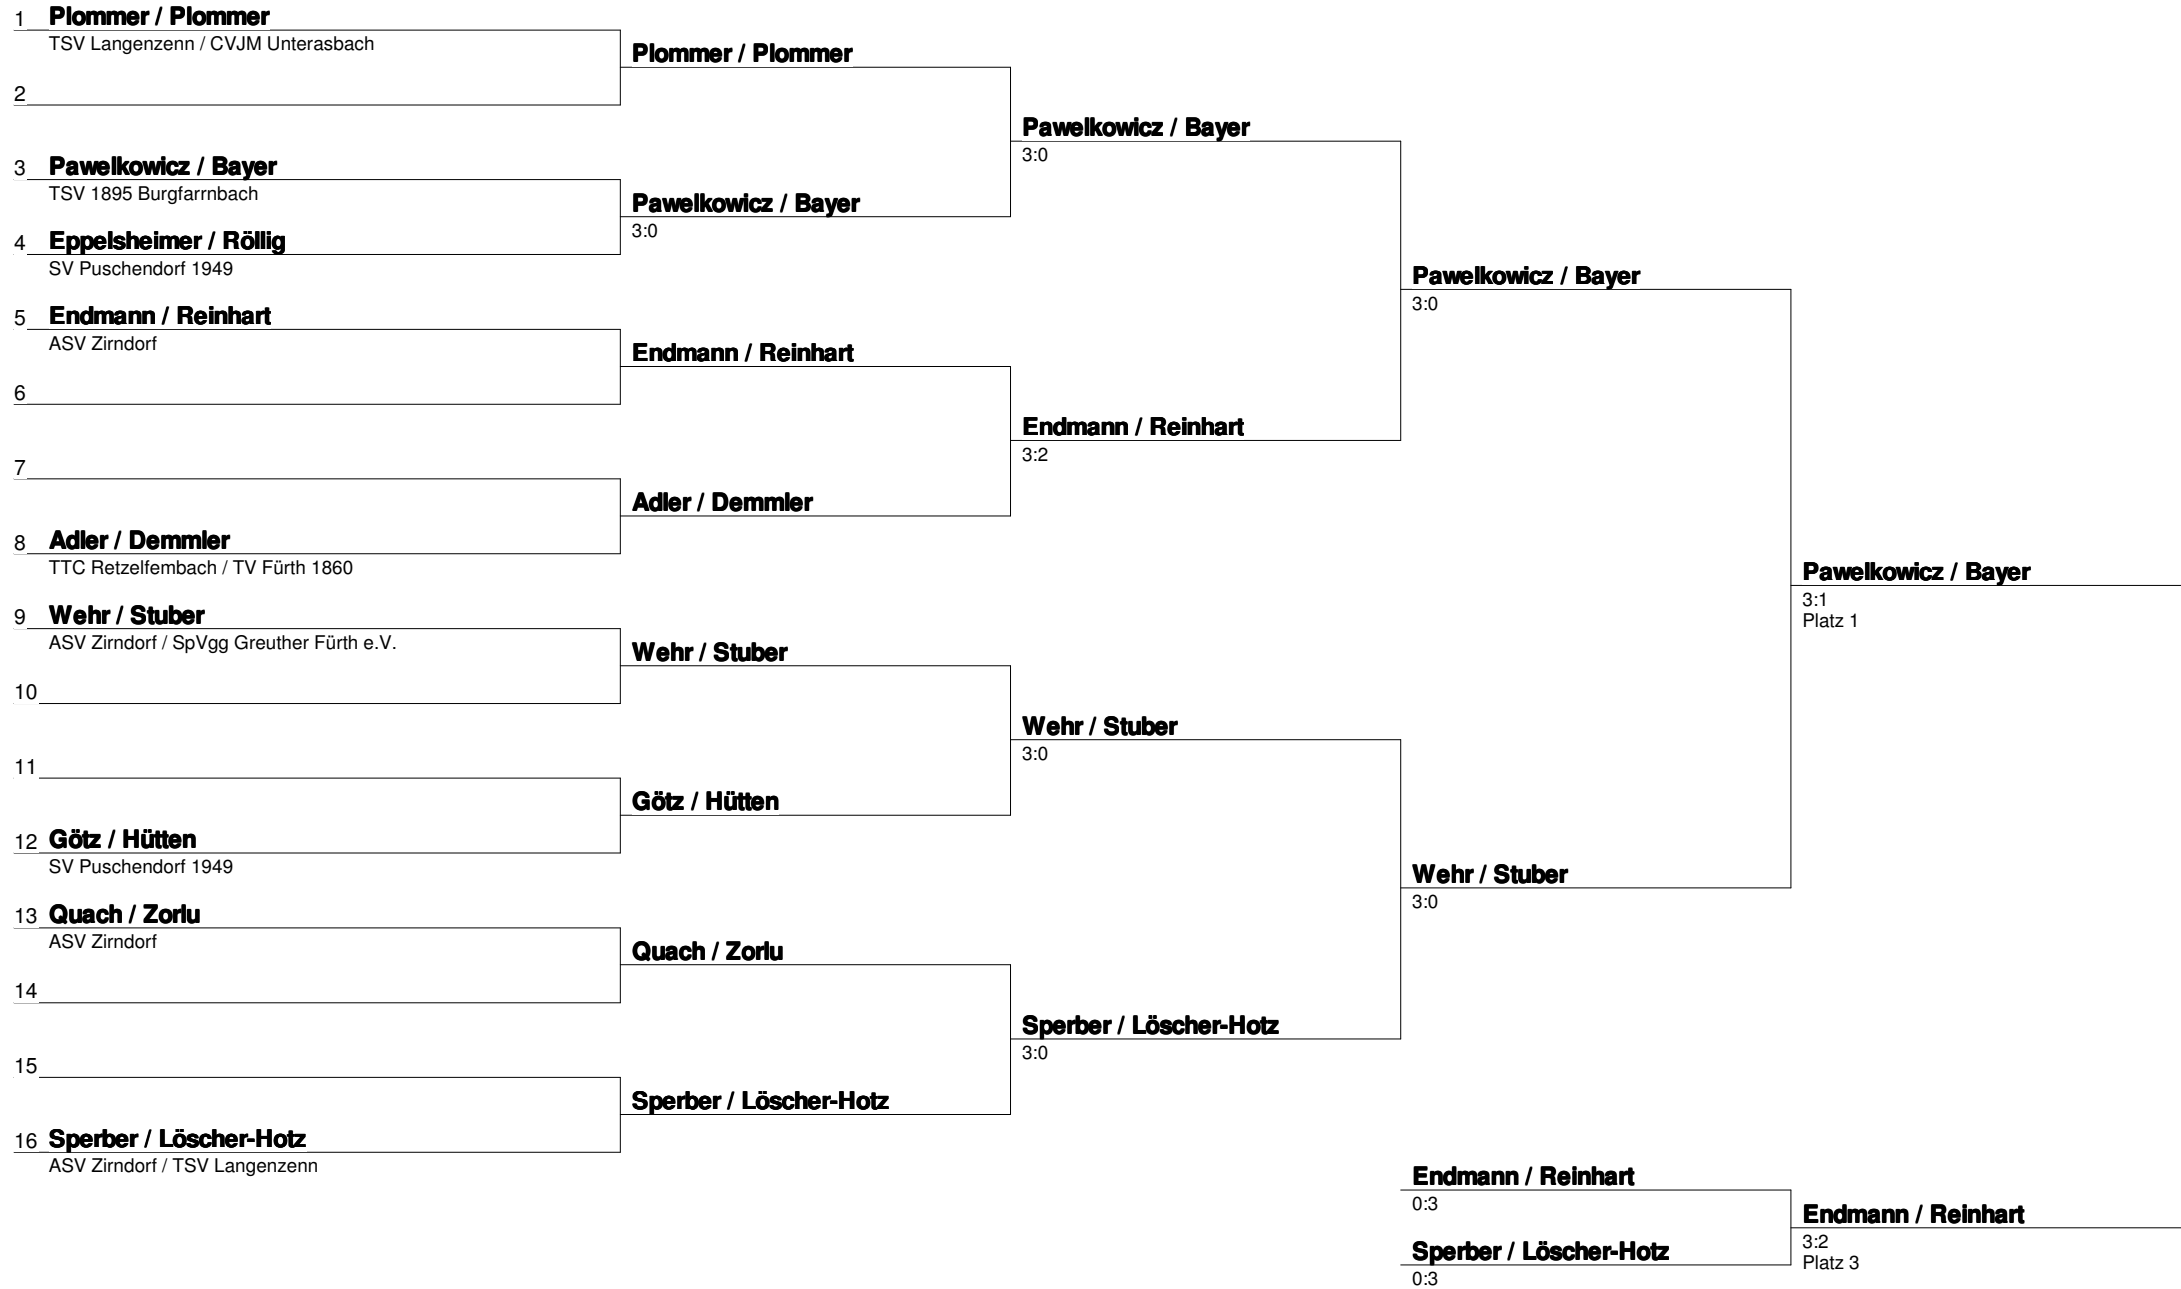 1 Plommer / Plommer
TSV Langenzenn / CVJM Unterasbach
2
3 Pawelkowicz / Bayer
TSV 1895 Burgfarrnbach
4 Eppelsheimer / Röllig
SV Puschendorf 1949
5 Endmann / Reinhart
ASV Zirndorf
6
7
8 Adler / Demmler
TTC Retzelfembach / TV Fürth 1860
9 Wehr / Stuber
ASV Zirndorf / SpVgg Greuther Fürth e.V.
10
11
12 Götz / Hütten
SV Puschendorf 1949
13 Quach / Zorlu
ASV Zirndorf
14
15
16 Sperber / Löscher-Hotz
ASV Zirndorf / TSV Langenzenn
Plommer / Plommer
Pawelkowicz / Bayer
3:0
Endmann / Reinhart
Adler / Demmler
Wehr / Stuber
Götz / Hütten
Quach / Zorlu
Sperber / Löscher-Hotz
Pawelkowicz / Bayer
3:0
Endmann / Reinhart
3:2
Wehr / Stuber
3:0
Sperber / Löscher-Hotz
3:0
Pawelkowicz / Bayer
3:0
Wehr / Stuber
3:0
Pawelkowicz / Bayer
3:1
Platz 1
Endmann / Reinhart
0:3
Sperber / Löscher-Hotz
0:3
Endmann / Reinhart
3:2
Platz 3